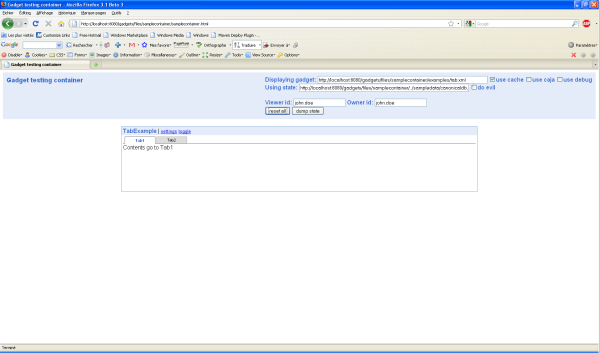 Gadget testing container - Mozilla Firefox 3.1 Beta 3
Fichier Édition Affichage Historique Marque-pages Outils ?
http://localhost:8080/gadgets/files/samplecontainer/samplecontainer.html
Google
Les plus visités Customize Links Free Hotmail Windows Marketplace Windows Media Windows Maven Deploy Plugin -...
Google Recherche Mes favoris Orthographe Traduire Envoyer à Paramètres
Disable Cookies CSS Forms Images Information Miscellaneous Outline Resize Tools View Source Options
Gadget testing container
Gadget testing container
Displaying gadget: http://localhost:8080/gadgets/files/samplecontainer/examples/tab.xml use cache use caja use debug
Using state: http://localhost:8080/gadgets/files/samplecontainer/../sampledata/canonicaldb. do evil
Viewer id: john.doe Owner id: john.doe
reset all dump state
TabExample | settings toggle
Tab1 Tab2
Contents go to Tab1
Terminé